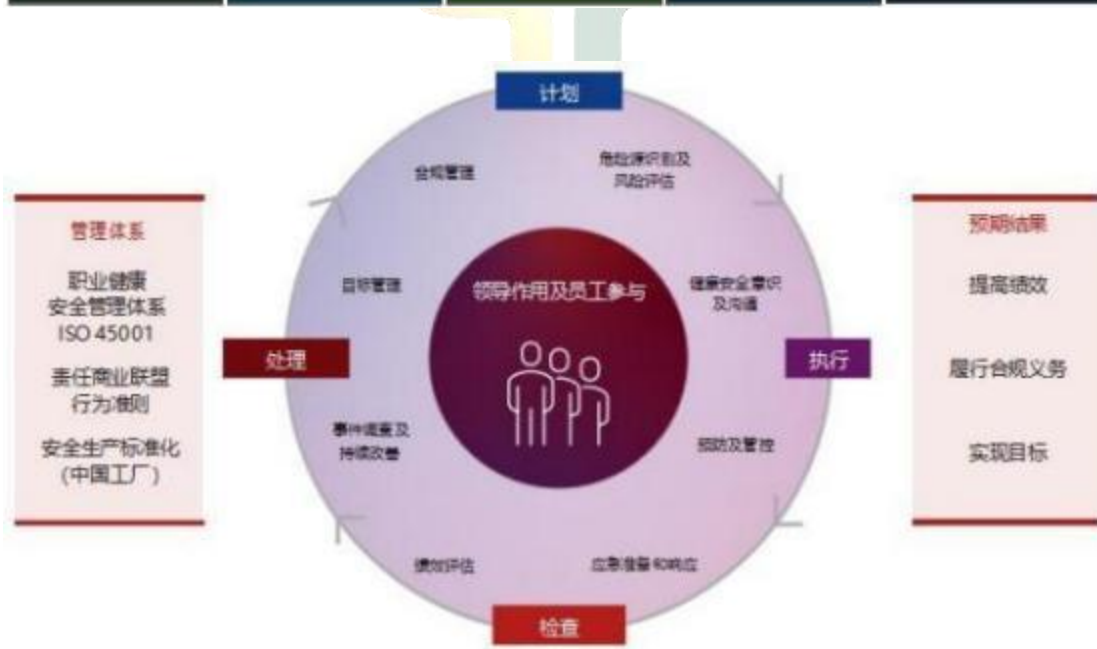 计划
合规管理
危险源识别及
风险评估
管理体系
职业健康
安全管理体系
ISO 45001
责任商业联盟
行为准则
安全生产标准化
(中国工厂)
目标管理
领导作用及员工参与
健康安全意识
及沟通
处理
执行
事件调查及
持续改善
预防及管控
绩效评估
应急准备和响应
检查
预期结果
提高绩效
履行合规义务
实现目标